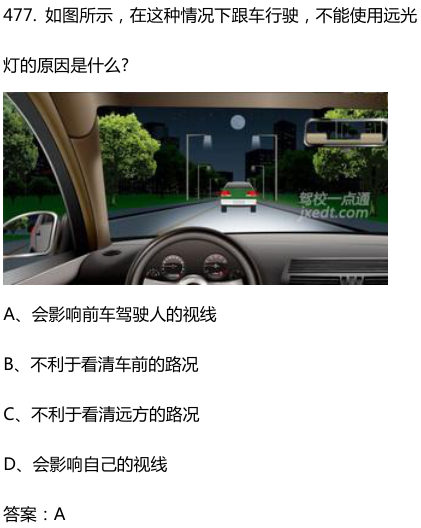 477. 如图所示，在这种情况下跟车行驶，不能使用远光
灯的原因是什么?
驾校一点通
jxedt.com
A、会影响前车驾驶人的视线
B、不利于看清车前的路况
C、不利于看清远方的路况
D、会影响自己的视线
答案：A